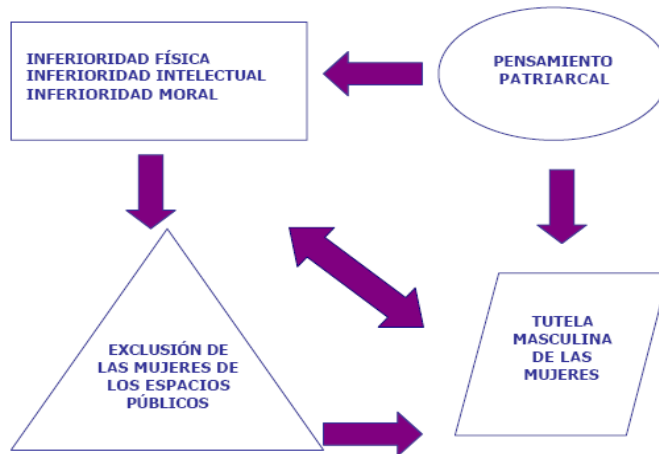 INFERIORIDAD FÍSICA
INFERIORIDAD INTELECTUAL
INFERIORIDAD MORAL
PENSAMIENTO
PATRIARCAL
EXCLUSIÓN DE
LAS MUJERES DE
LOS ESPACIOS
PÚBLICOS
TUTELA
MASCULINA
DE LAS
MUJERES